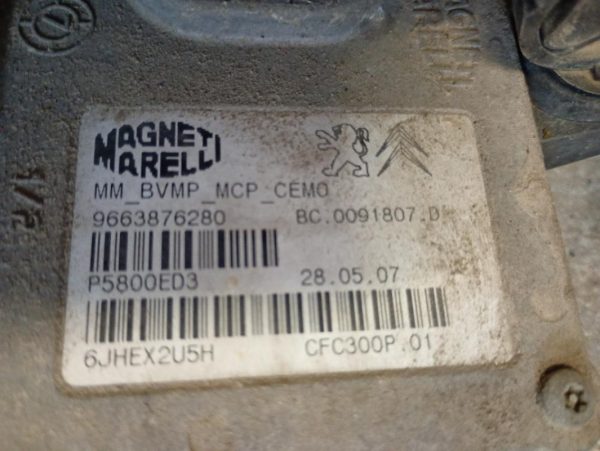 MAGNETI
MARELLI
MM_BVMP_MCP_CEMO
9663876280 BC.0091807.D
P5800ED3 28.05.07
6JHEX2U5H CFC300P.01